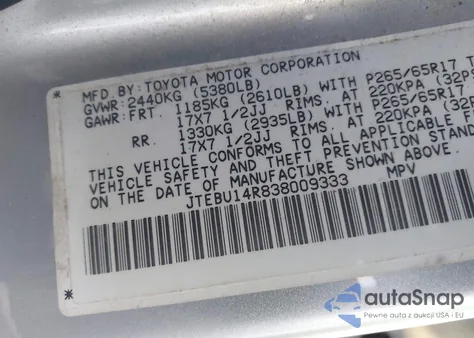 MFD. BY: TOYOTA MOTOR CORPORATION
GVWR: 2440KG (5380LB)
GAWR: FRT. 1185KG (2610LB) WITH P265/65R17 T
17X7 1/2JJ RIMS, AT 220KPA (32PS
RR. 1330KG (2935LB) WITH P265/65R17
17X7 1/2JJ RIMS, AT 220KPA (32P
THIS VEHICLE CONFORMS TO ALL APPLICABLE F
VEHICLE SAFETY AND THEFT PREVENTION STAN
ON THE DATE OF MANUFACTURE SHOWN ABOVE.
JTEBU14R838009333 MPV
* *
autoSnap
Pewne auta z aukcji USA i EU